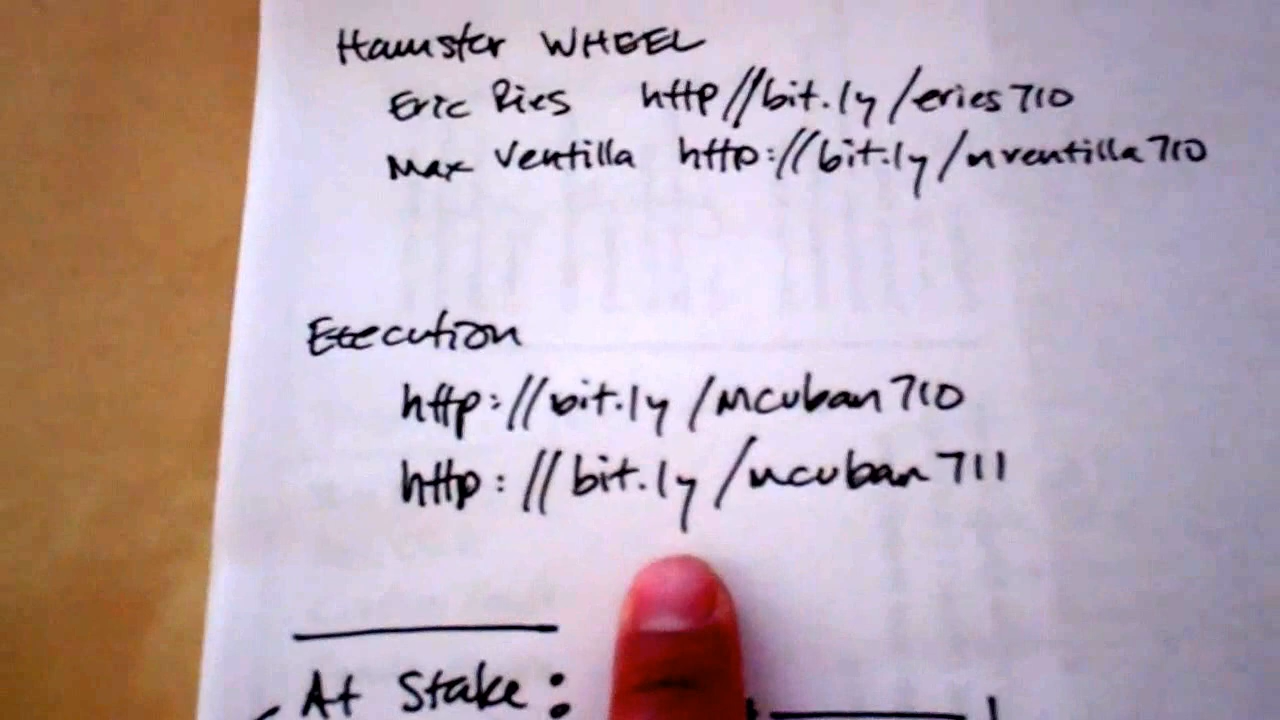 Hamster WHEEL
Eric Ries http//bit.ly/eries710
Max Ventilla http://bit.ly/mventilla710
Execution
http://bit.ly/mcuban710
http://bit.ly/mcuban711
At Stake: